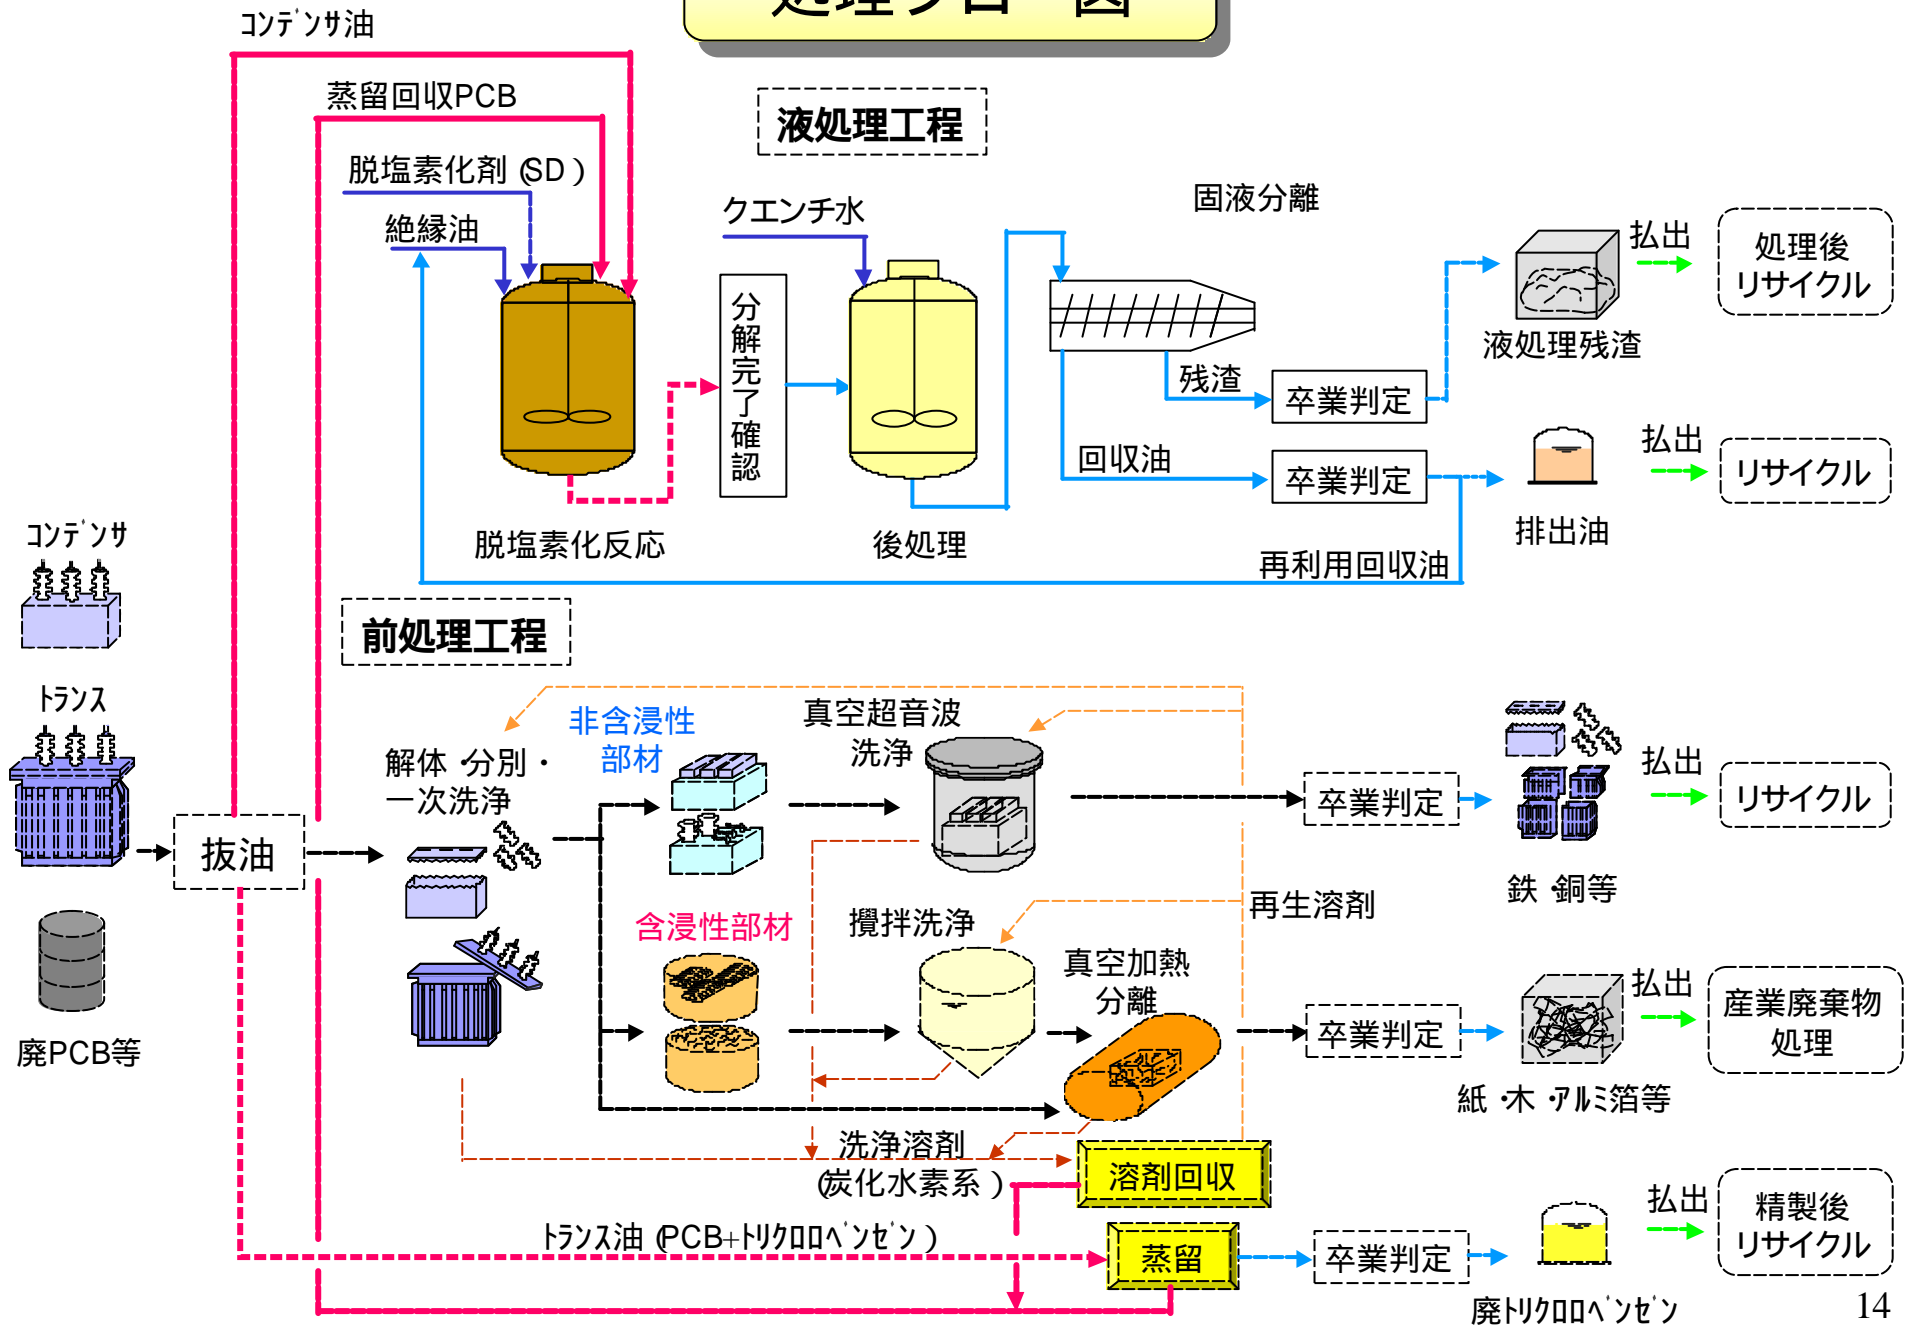 処理フロー図
コンデンサ油
蒸留回収PCB
液処理工程
脱塩素化剤（SD）
絶縁油
クエンチ水
固液分離
払出
処理後
リサイクル
分解完了確認
液処理残渣
残渣
卒業判定
回収油
卒業判定
払出
リサイクル
排出油
脱塩素化反応
後処理
再利用回収油
コンデンサ
前処理工程
トランス
非含浸性
部材
真空超音波
洗浄
解体・分別・
一次洗浄
卒業判定
払出
リサイクル
抜油
鉄・銅等
再生溶剤
含浸性部材
攪拌洗浄
真空加熱
分離
廃PCB等
卒業判定
払出
産業廃棄物
処理
紙・木・アルミ箔等
洗浄溶剤
（炭化水素系）
溶剤回収
トランス油（PCB+トリクロロベンゼン）
蒸留
卒業判定
払出
精製後
リサイクル
廃トリクロロベンゼン
14